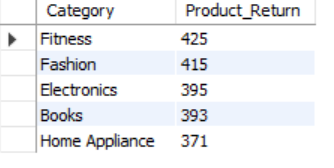 Category Product_Return
Fitness 425
Fashion 415
Electronics 395
Books 393
Home Appliance 371